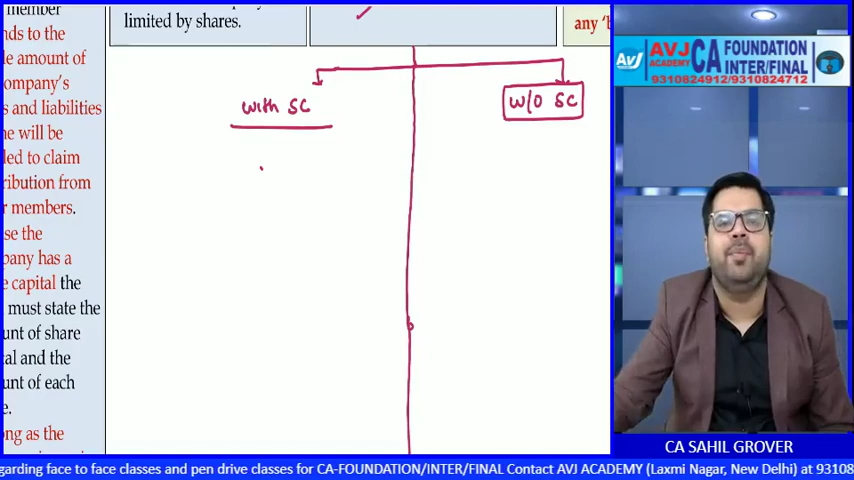 member
nds to the
le amount of
ompany's
s and liabilities
he will be
led to claim
ribution from
r members.
se the
pany has a
e capital the
must state the
unt of share
tal and the
unt of each
e.
ong as the
limited by shares.
any 'b
with SC
W/O SC
AVJ
AVJ ACADEMY
CA FOUNDATION INTER/FINAL
9310824912/9310824712
CA SAHIL GROVER
garding face to face classes and pen drive classes for CA-FOUNDATION/INTER/FINAL Contact AVJ ACADEMY (Laxmi Nagar, New Delhi) at 9310